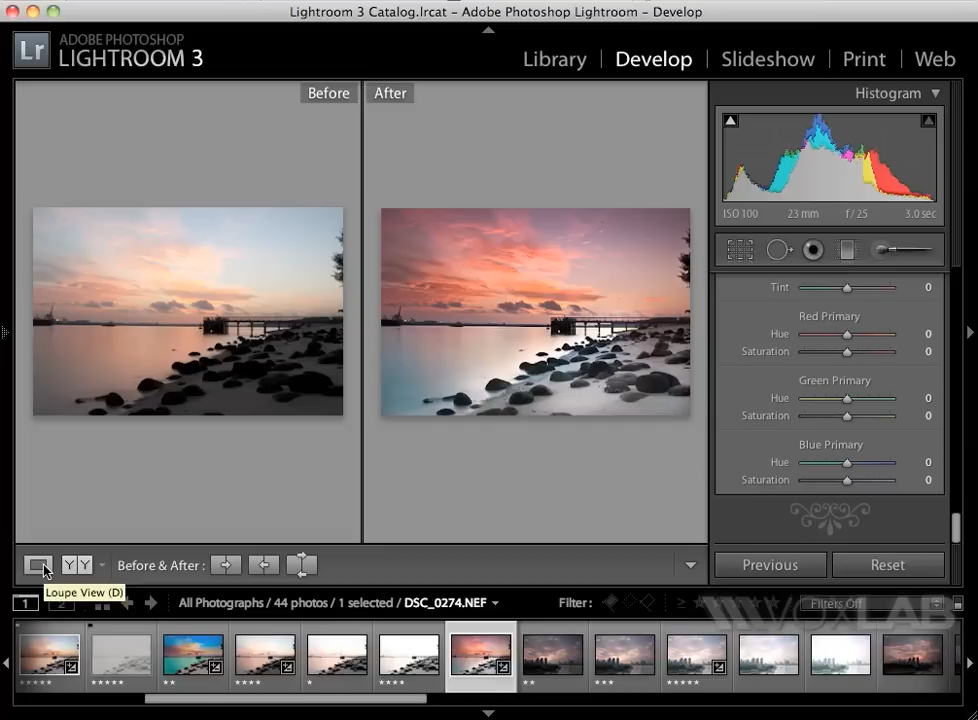 Lightroom 3 Catalog.lrcat – Adobe Photoshop Lightroom – Develop
Lr
ADOBE PHOTOSHOP
LIGHTROOM 3
Library | Develop | Slideshow | Print | Web
Before
After
Histogram
ISO 100 23 mm f / 25 3.0 sec
Tint 0
Red Primary
Hue 0
Saturation 0
Green Primary
Hue 0
Saturation 0
Blue Primary
Hue 0
Saturation 0
Y Y
Before & After :
Previous
Reset
Loupe View (D)
1 2
All Photographs / 44 photos / 1 selected / DSC_0274.NEF
Filter :
≥
Filters Off
VOXLAB